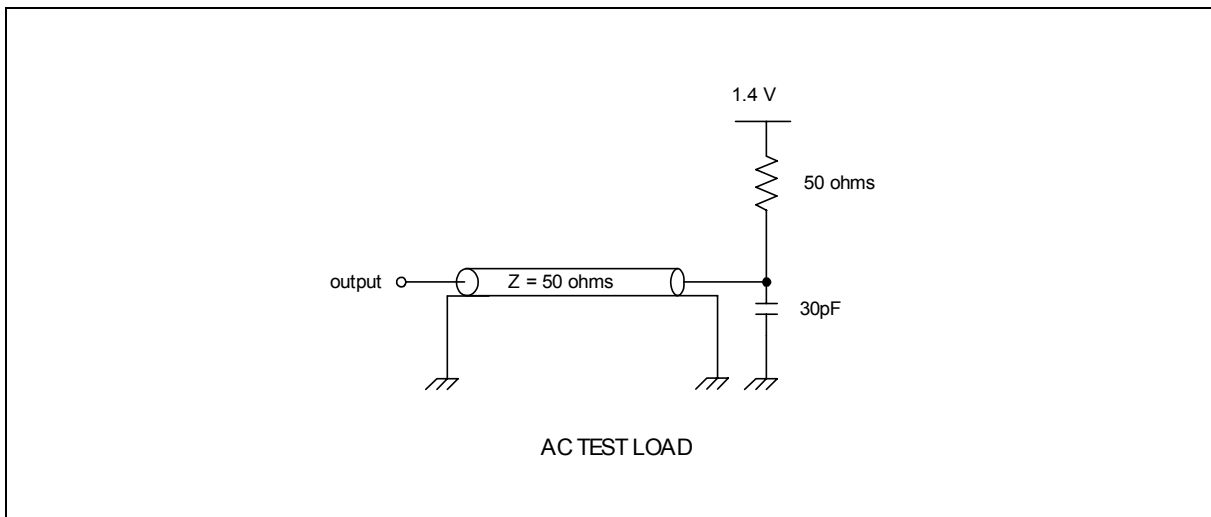 1.4 V
50 ohms
output
Z = 50 ohms
30pF
AC TEST LOAD